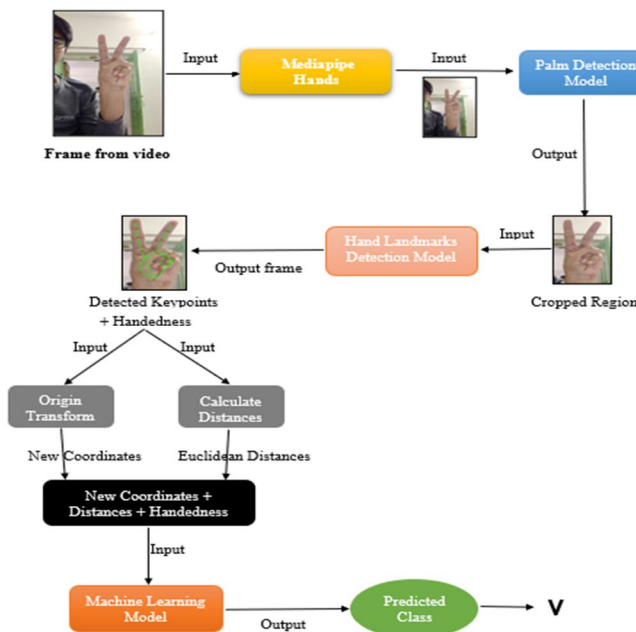 Input
Mediapipe
Hands
Input
Palm Detection
Model
Frame from video
Output
Input
Hand Landmarks
Detection Model
Output frame
Cropped Region
Detected Keypoints
+ Handedness
Input
Input
Origin
Transform
Calculate
Distances
New Coordinates
Euclidean Distances
New Coordinates +
Distances + Handedness
Input
Machine Learning
Model
Output
Predicted
Class
V